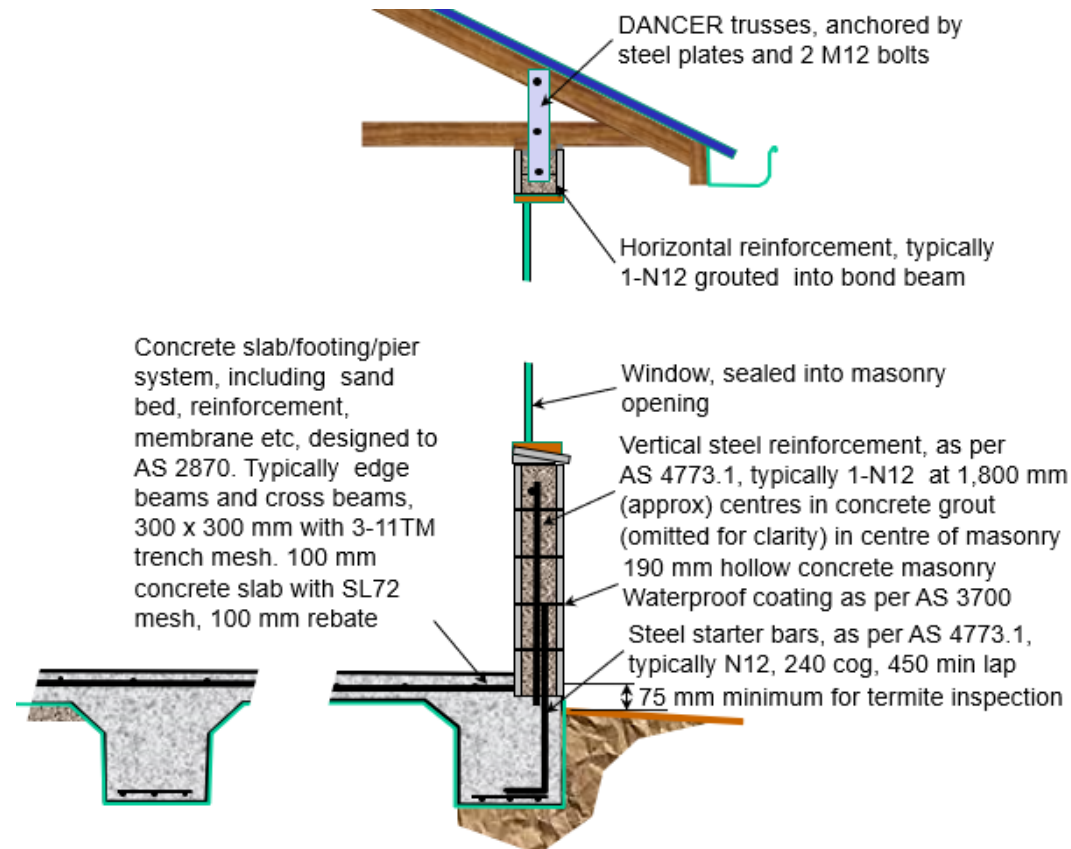 DANCER trusses, anchored by
steel plates and 2 M12 bolts
Horizontal reinforcement, typically
1-N12 grouted into bond beam
Concrete slab/footing/pier
system, including sand
bed, reinforcement,
membrane etc, designed to
AS 2870. Typically edge
beams and cross beams,
300 x 300 mm with 3-11TM
trench mesh. 100 mm
concrete slab with SL72
mesh, 100 mm rebate
Window, sealed into masonry
opening
Vertical steel reinforcement, as per
AS 4773.1, typically 1-N12 at 1,800 mm
(approx) centres in concrete grout
(omitted for clarity) in centre of masonry
190 mm hollow concrete masonry
Waterproof coating as per AS 3700
Steel starter bars, as per AS 4773.1,
typically N12, 240 cog, 450 min lap
75 mm minimum for termite inspection